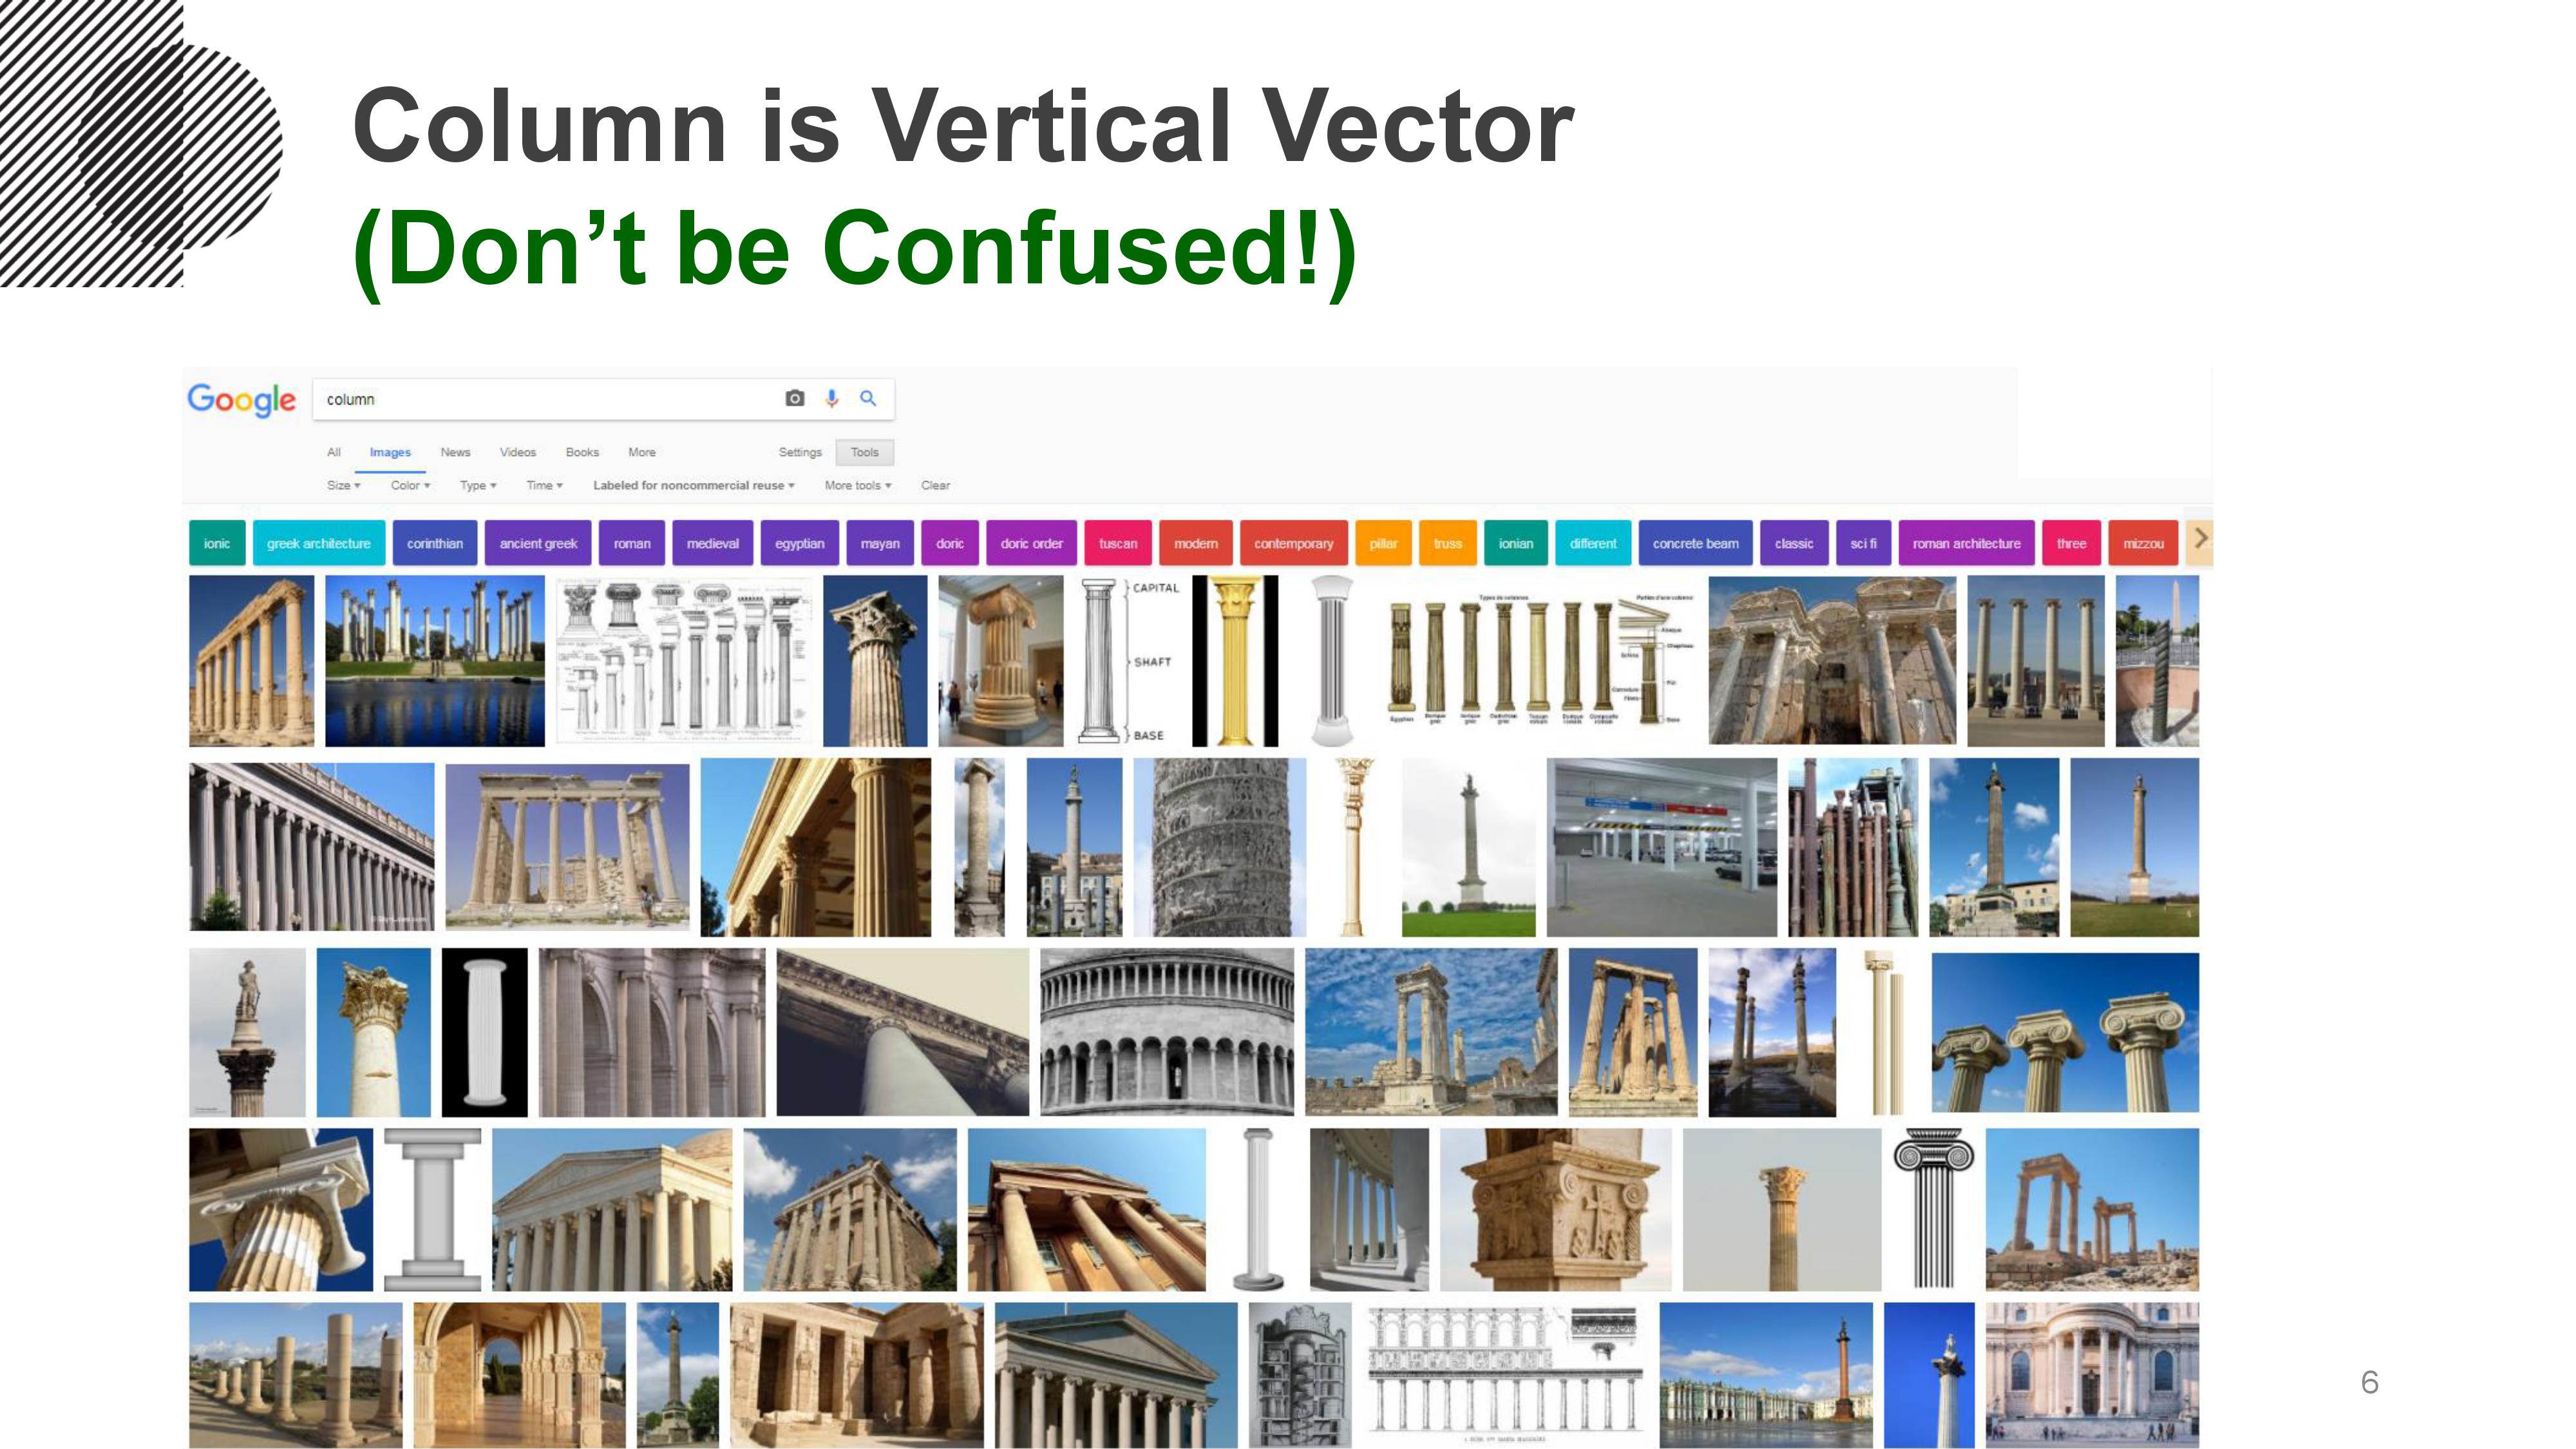 Column is Vertical Vector
(Don’t be Confused!)
Google column
All Images News Videos Books More Settings Tools
Size Color Type Time Labeled for noncommercial reuse More tools Clear
ionic greek architecture corinthian ancient greek roman medieval egyptian mayan doric doric order tuscan modern contemporary pillar truss ionian different concrete beam classic sci fi roman architecture three mizzou
CAPITAL
SHAFT
BASE
Types de colonnes
6